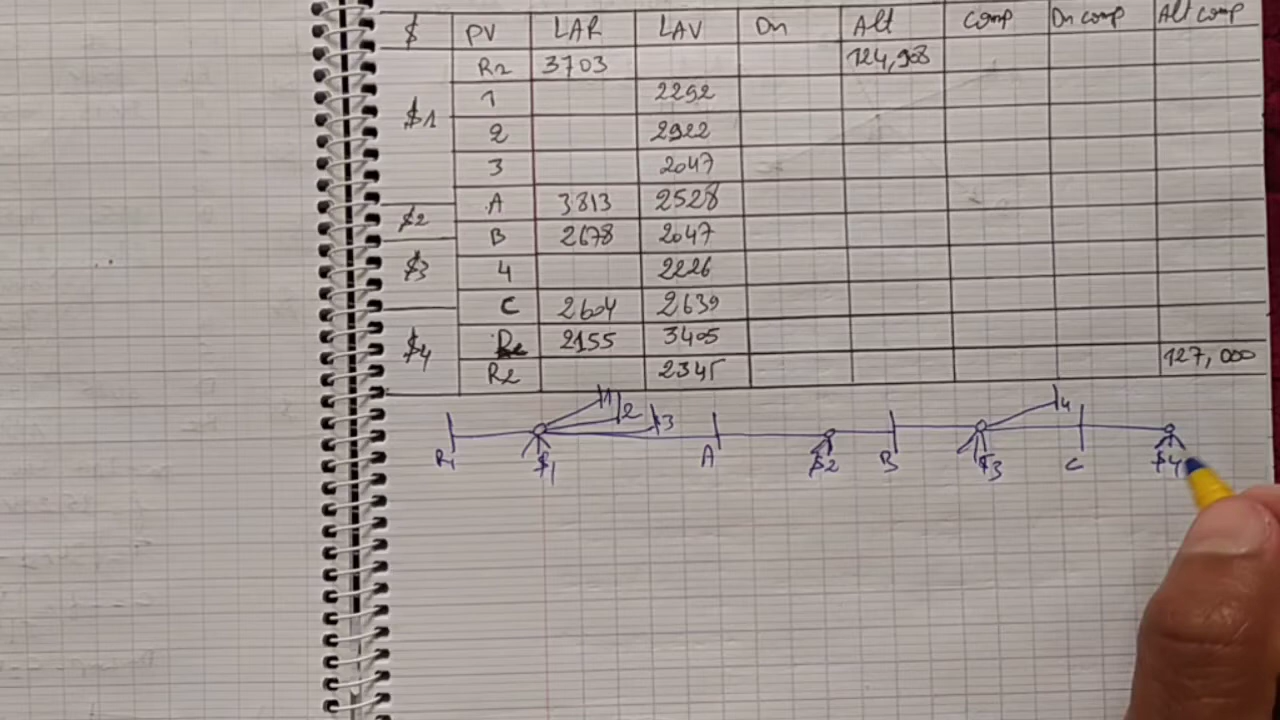 $ PV LAR LAV Dn Alt Comp Dn comp Alt comp
R2 3703 124,908
$1 1 2292
2 2922
3 2047
A 3813 2528
$2 B 2678 2047
$3 4 2226
C 2604 2639
$4 2155 3405
R2 2345 127,000
1 2 3 4
R1 $1 A $2 B $3 C $4